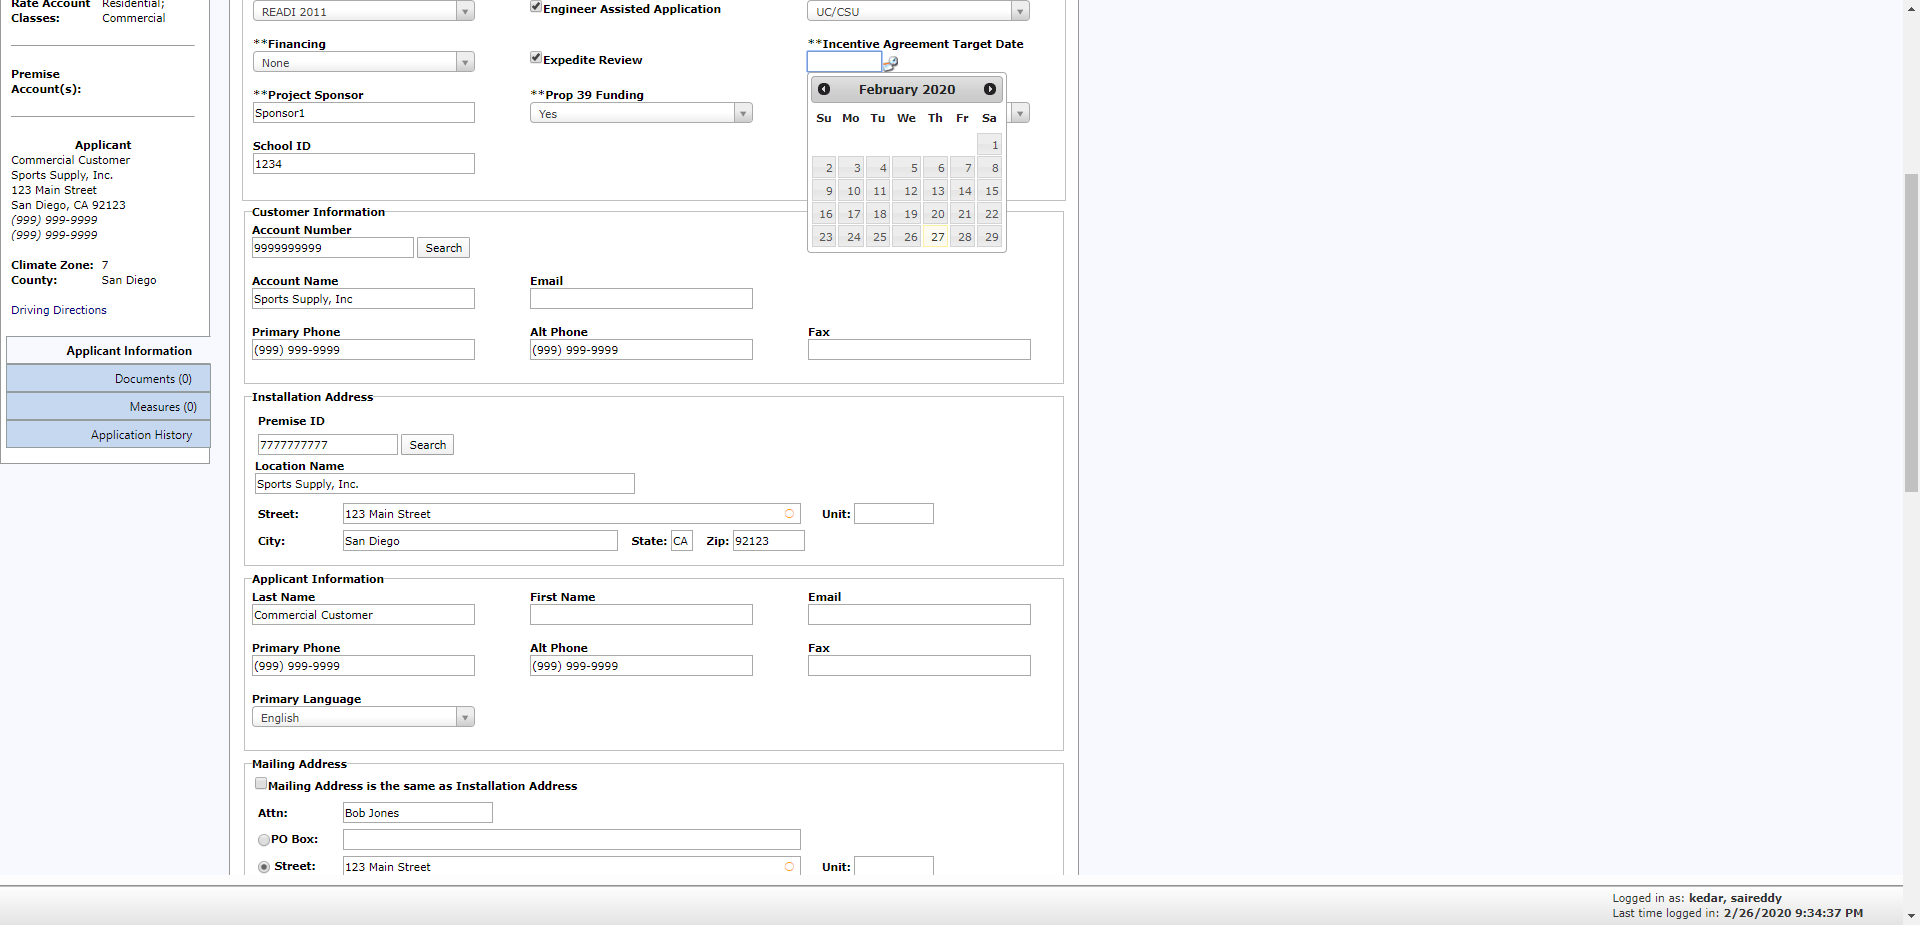 Rate Account Residential;
Classes: Commercial
Premise
Account(s):
Applicant
Commercial Customer
Sports Supply, Inc.
123 Main Street
San Diego, CA 92123
(999) 999-9999
(999) 999-9999
Climate Zone: 7
County: San Diego
Driving Directions
Applicant Information
Documents (0)
Measures (0)
Application History
READI 2011
Engineer Assisted Application
UC/CSU
**Financing
None
Expedite Review
**Incentive Agreement Target Date
**Project Sponsor
Sponsor1
**Prop 39 Funding
Yes
School ID
1234
February 2020
Su Mo Tu We Th Fr Sa
1
2 3 4 5 6 7 8
9 10 11 12 13 14 15
16 17 18 19 20 21 22
23 24 25 26 27 28 29
Customer Information
Account Number
9999999999 Search
Account Name
Sports Supply, Inc
Email
Primary Phone
(999) 999-9999
Alt Phone
(999) 999-9999
Fax
Installation Address
Premise ID
7777777777 Search
Location Name
Sports Supply, Inc.
Street: 123 Main Street Unit:
City: San Diego State: CA Zip: 92123
Applicant Information
Last Name
Commercial Customer
First Name
Email
Primary Phone
(999) 999-9999
Alt Phone
(999) 999-9999
Fax
Primary Language
English
Mailing Address
Mailing Address is the same as Installation Address
Attn: Bob Jones
PO Box:
Street: 123 Main Street Unit:
Logged in as: kedar, saireddy
Last time logged in: 2/26/2020 9:34:37 PM